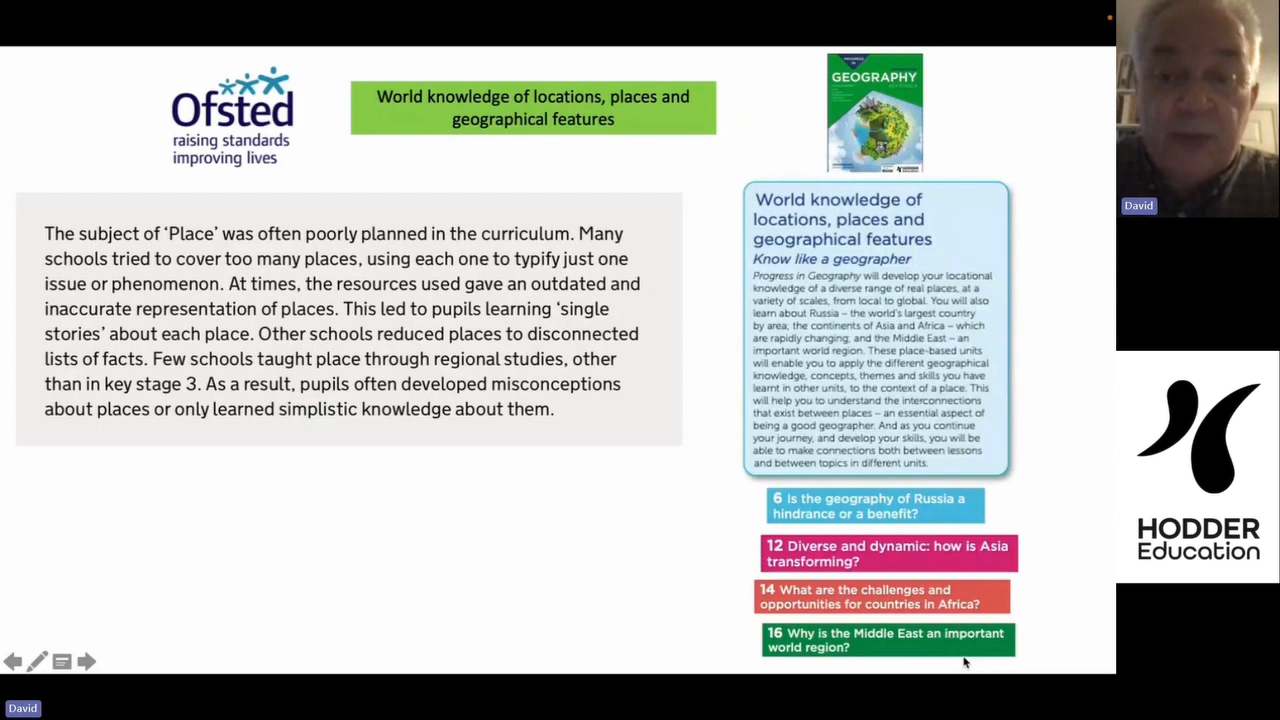 Ofsted
raising standards
improving lives
World knowledge of locations, places and
geographical features
GEOGRAPHY
The subject of ‘Place’ was often poorly planned in the curriculum. Many
schools tried to cover too many places, using each one to typify just one
issue or phenomenon. At times, the resources used gave an outdated and
inaccurate representation of places. This led to pupils learning ‘single
stories’ about each place. Other schools reduced places to disconnected
lists of facts. Few schools taught place through regional studies, other
than in key stage 3. As a result, pupils often developed misconceptions
about places or only learned simplistic knowledge about them.
World knowledge of
locations, places and
geographical features
Know like a geographer
Progress in Geography will develop your locational
knowledge of a diverse range of real places, at a
variety of scales, from local to global. You will also
learn about Russia – the world's largest country
by area; the continents of Asia and Africa – which
are rapidly changing; and the Middle East – an
important world region. These place-based units
will enable you to apply the different geographical
knowledge, concepts, themes and skills you have
learnt in other units, to the context of a place. This
will help you to understand the interconnections
that exist between places – an essential aspect of
being a good geographer. And as you continue
your journey, and develop your skills, you will be
able to make connections both between lessons
and between topics in different units.
6 Is the geography of Russia a
hindrance or a benefit?
12 Diverse and dynamic: how is Asia
transforming?
14 What are the challenges and
opportunities for countries in Africa?
16 Why is the Middle East an important
world region?
David
HODDER
Education
David